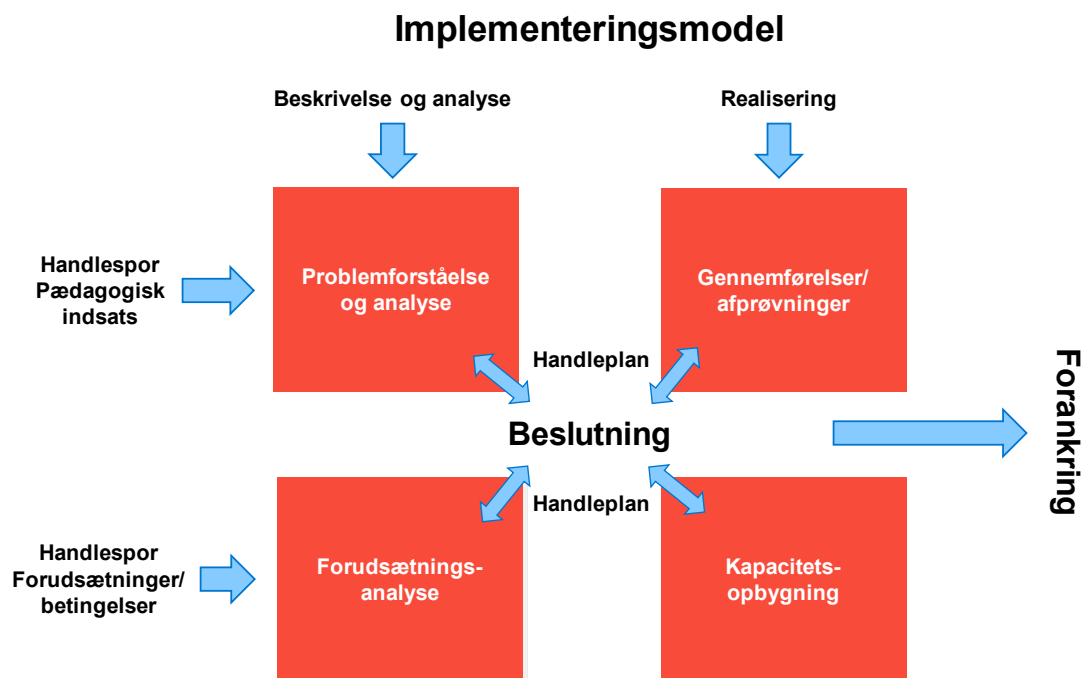 Implementeringsmodel
Beskrivelse og analyse
Realisering
Handlespor
Pædagogisk
indsats
Problemforståelse
og analyse
Gennemførelser/
afprøvninger
Handleplan
Beslutning
Forankring
Handleplan
Handlespor
Forudsætninger/
betingelser
Forudsætnings-
analyse
Kapacitets-
opbygning